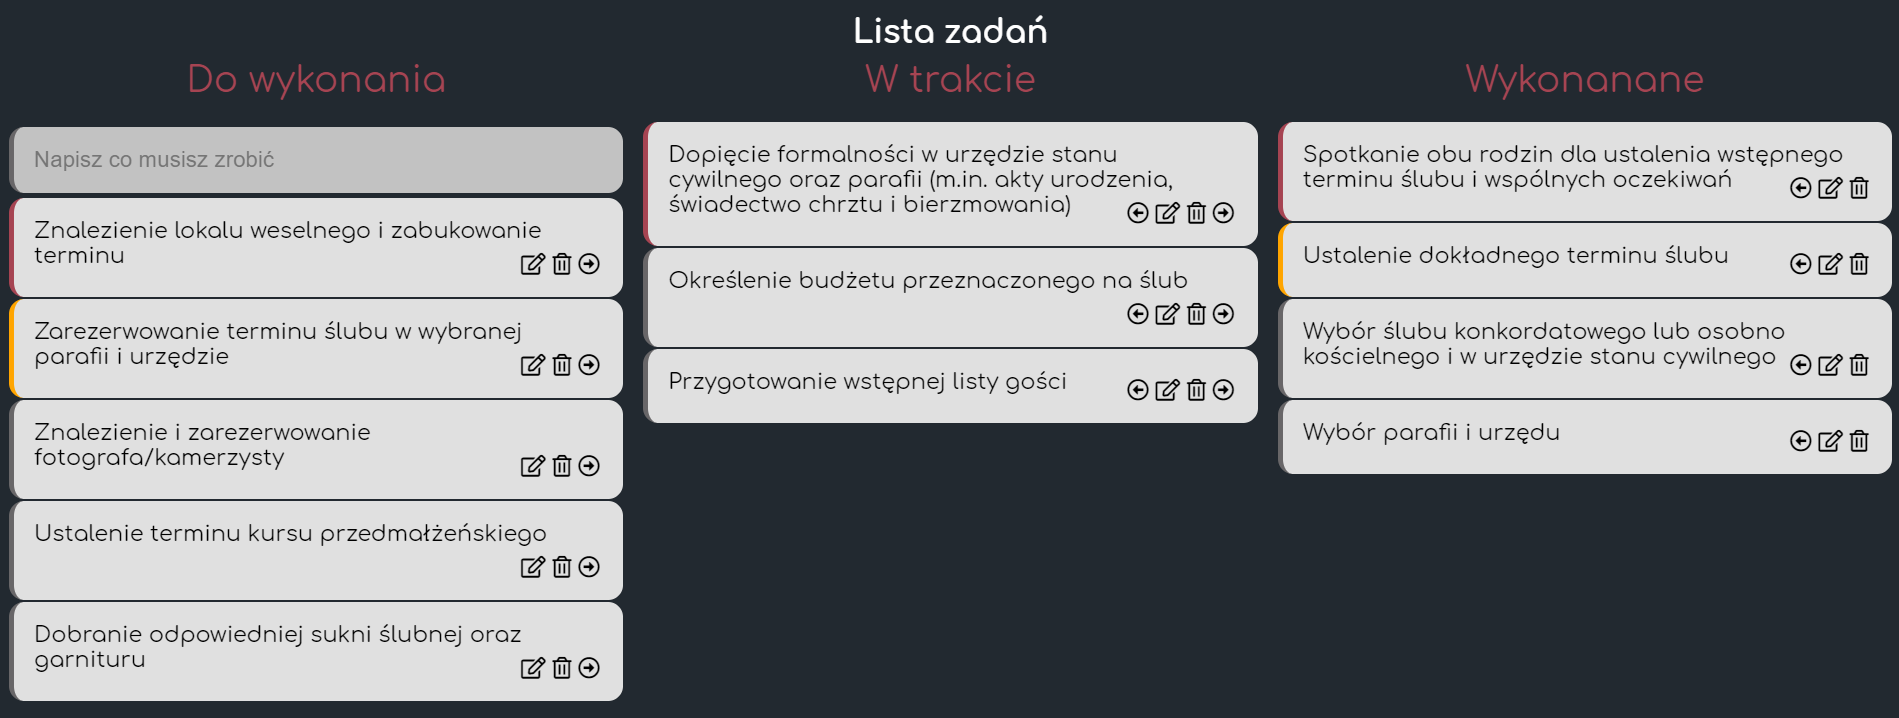 Lista zadań
Do wykonania
Napisz co musisz zrobić
Znalezienie lokalu weselnego i zabukowanie
terminu
Zarezerwowanie terminu ślubu w wybranej
parafii i urzędzie
Znalezienie i zarezerwowanie
fotografa/kamerzysty
Ustalenie terminu kursu przedmałżeńskiego
Dobranie odpowiedniej sukni ślubnej oraz
garnituru
W trakcie
Dopięcie formalności w urzędzie stanu
cywilnego oraz parafii (m.in. akty urodzenia,
świadectwo chrztu i bierzmowania)
Określenie budżetu przeznaczonego na ślub
Przygotowanie wstępnej listy gości
Wykonanane
Spotkanie obu rodzin dla ustalenia wstępnego
terminu ślubu i wspólnych oczekiwań
Ustalenie dokładnego terminu ślubu
Wybór ślubu konkordatowego lub osobno
kościelnego i w urzędzie stanu cywilnego
Wybór parafii i urzędu